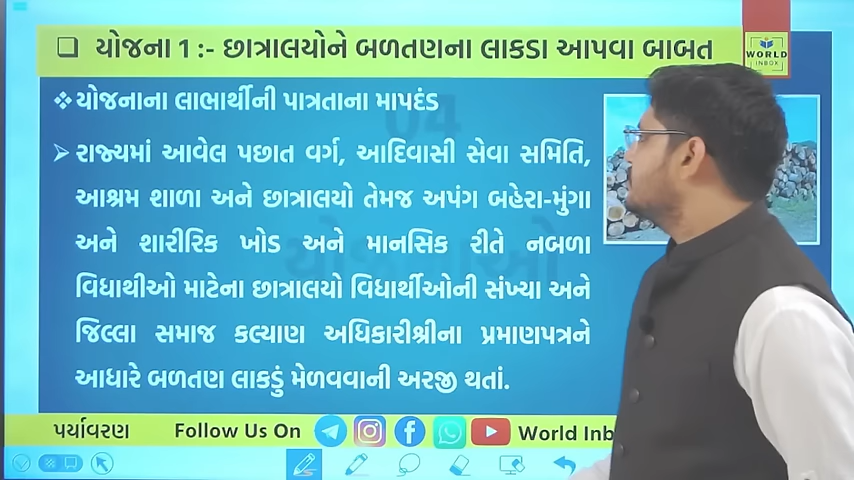 ❑ યોજના 1 :- છાત્રાલયોને બળતણના લાકડા આપવા બાબત
WORLD
INBOX
❖યોજનાના લાભાર્થીની પાત્રતાના માપદંડ
➢ રાજ્યમાં આવેલ પછાત વર્ગ, આદિવાસી સેવા સમિતિ,
આશ્રમ શાળા અને છાત્રાલયો તેમજ અપંગ બહેરા-મુંગા
અને શારીરિક ખોડ અને માનસિક રીતે નબળા
વિધાથીઓ માટેના છાત્રાલયો વિધાર્થીઓની સંખ્યા અને
જિલ્લા સમાજ કલ્યાણ અધિકારીશ્રીના પ્રમાણપત્રને
આધારે બળતણ લાકડું મેળવવાની અરજી થતાં.
પર્યાવરણ Follow Us On World Inb